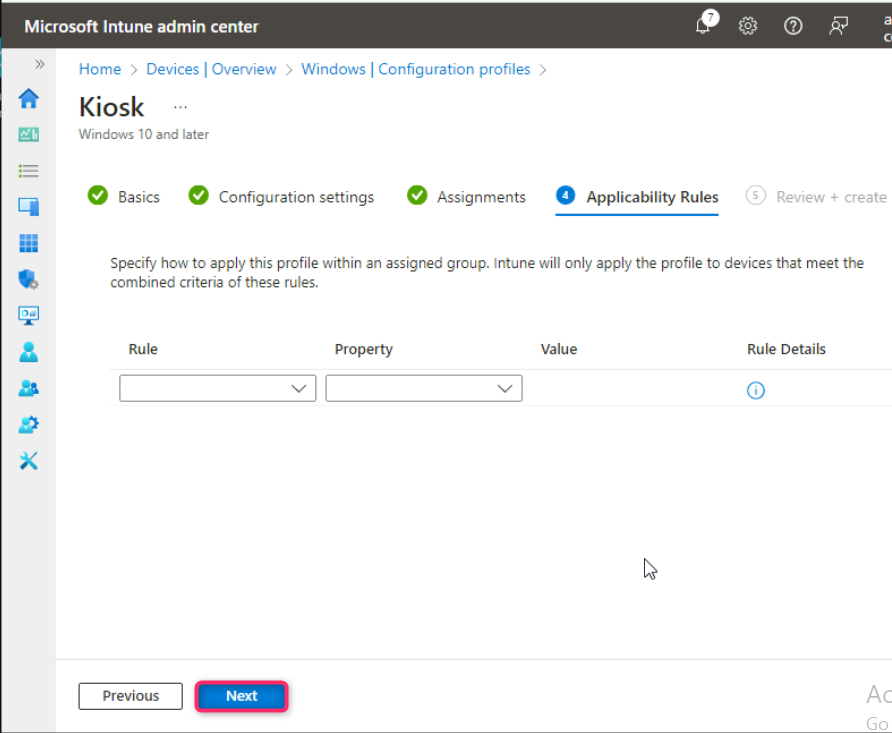 Microsoft Intune admin center
7
Home > Devices | Overview > Windows | Configuration profiles >
Kiosk ...
Windows 10 and later
Basics Configuration settings Assignments 4 Applicability Rules 5 Review + create
Specify how to apply this profile within an assigned group. Intune will only apply the profile to devices that meet the
combined criteria of these rules.
Rule Property Value Rule Details
Previous Next
Go